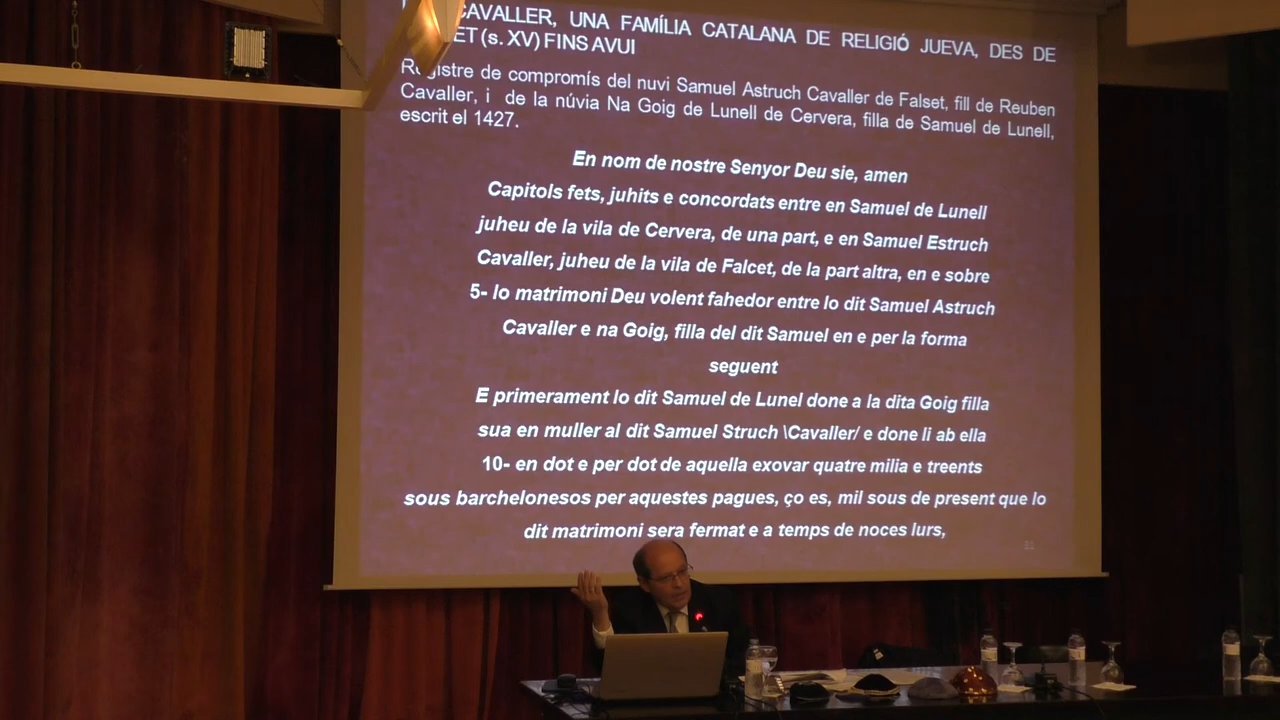 CAVALLER, UNA FAMÍLIA CATALANA DE RELIGIÓ JUEVA, DES DE
(s. XV) FINS AVUI
Registre de compromís del nuvi Samuel Astruch Cavaller de Falset, fill de Reuben
Cavaller, i de la núvia Na Goig de Lunell de Cervera, filla de Samuel de Lunell,
escrit el 1427.
En nom de nostre Senyor Deu sie, amen
Capitols fets, juhits e concordats entre en Samuel de Lunell
juheu de la vila de Cervera, de una part, e en Samuel Estruch
Cavaller, juheu de la vila de Falcet, de la part altra, en e sobre
5- lo matrimoni Deu volent fahedor entre lo dit Samuel Astruch
Cavaller e na Goig, filla del dit Samuel en e per la forma
seguent
E primerament lo dit Samuel de Lunel done a la dita Goig filla
sua en muller al dit Samuel Struch \Cavaller/ e done li ab ella
10- en dot e per dot de aquella exovar quatre milia e treents
sous barchelonesos per aquestes pagues, ço es, mil sous de present que lo
dit matrimoni sera fermat e a temps de noces lurs,